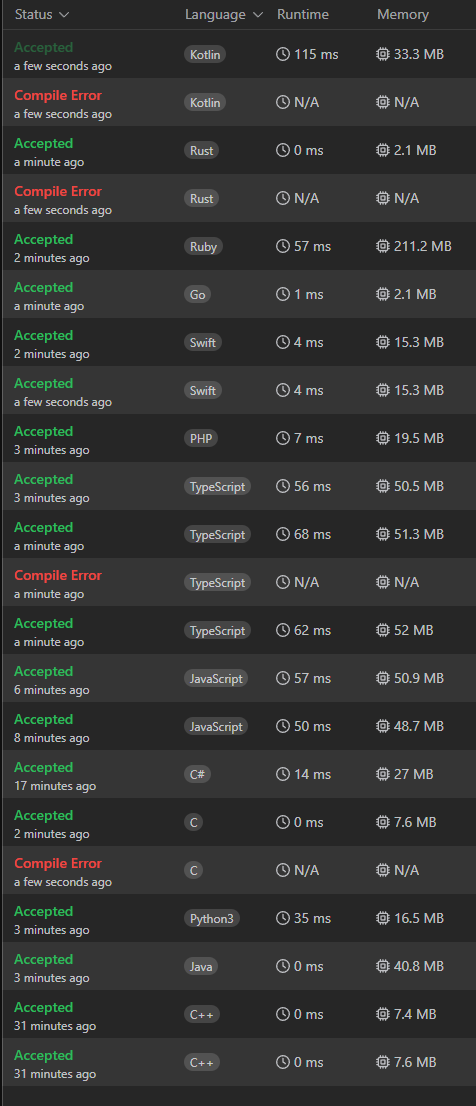 Status Language Runtime Memory
Accepted
a few seconds ago Kotlin 115 ms 33.3 MB
Compile Error
a few seconds ago Kotlin N/A N/A
Accepted
a minute ago Rust 0 ms 2.1 MB
Compile Error
a few seconds ago Rust N/A N/A
Accepted
2 minutes ago Ruby 57 ms 211.2 MB
Accepted
a minute ago Go 1 ms 2.1 MB
Accepted
2 minutes ago Swift 4 ms 15.3 MB
Accepted
a few seconds ago Swift 4 ms 15.3 MB
Accepted
3 minutes ago PHP 7 ms 19.5 MB
Accepted
3 minutes ago TypeScript 56 ms 50.5 MB
Accepted
a minute ago TypeScript 68 ms 51.3 MB
Compile Error
a minute ago TypeScript N/A N/A
Accepted
a minute ago TypeScript 62 ms 52 MB
Accepted
6 minutes ago JavaScript 57 ms 50.9 MB
Accepted
8 minutes ago JavaScript 50 ms 48.7 MB
Accepted
17 minutes ago C# 14 ms 27 MB
Accepted
2 minutes ago C 0 ms 7.6 MB
Compile Error
a few seconds ago C N/A N/A
Accepted
3 minutes ago Python3 35 ms 16.5 MB
Accepted
3 minutes ago Java 0 ms 40.8 MB
Accepted
31 minutes ago C++ 0 ms 7.4 MB
Accepted
31 minutes ago C++ 0 ms 7.6 MB